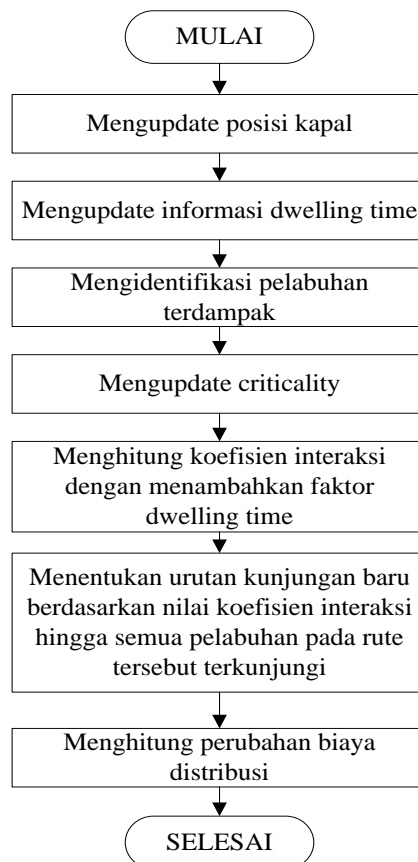 MULAI
Mengupdate posisi kapal
Mengupdate informasi dwelling time
Mengidentifikasi pelabuhan
terdampak
Mengupdate criticality
Menghitung koefisien interaksi
dengan menambahkan faktor
dwelling time
Menentukan urutan kunjungan baru
berdasarkan nilai koefisien interaksi
hingga semua pelabuhan pada rute
tersebut terkunjungi
Menghitung perubahan biaya
distribusi
SELESAI